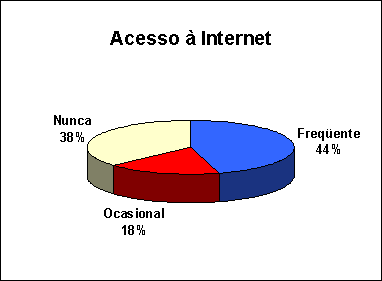 Acesso à Internet
Nunca
38%
Freqüente
44%
Ocasional
18%